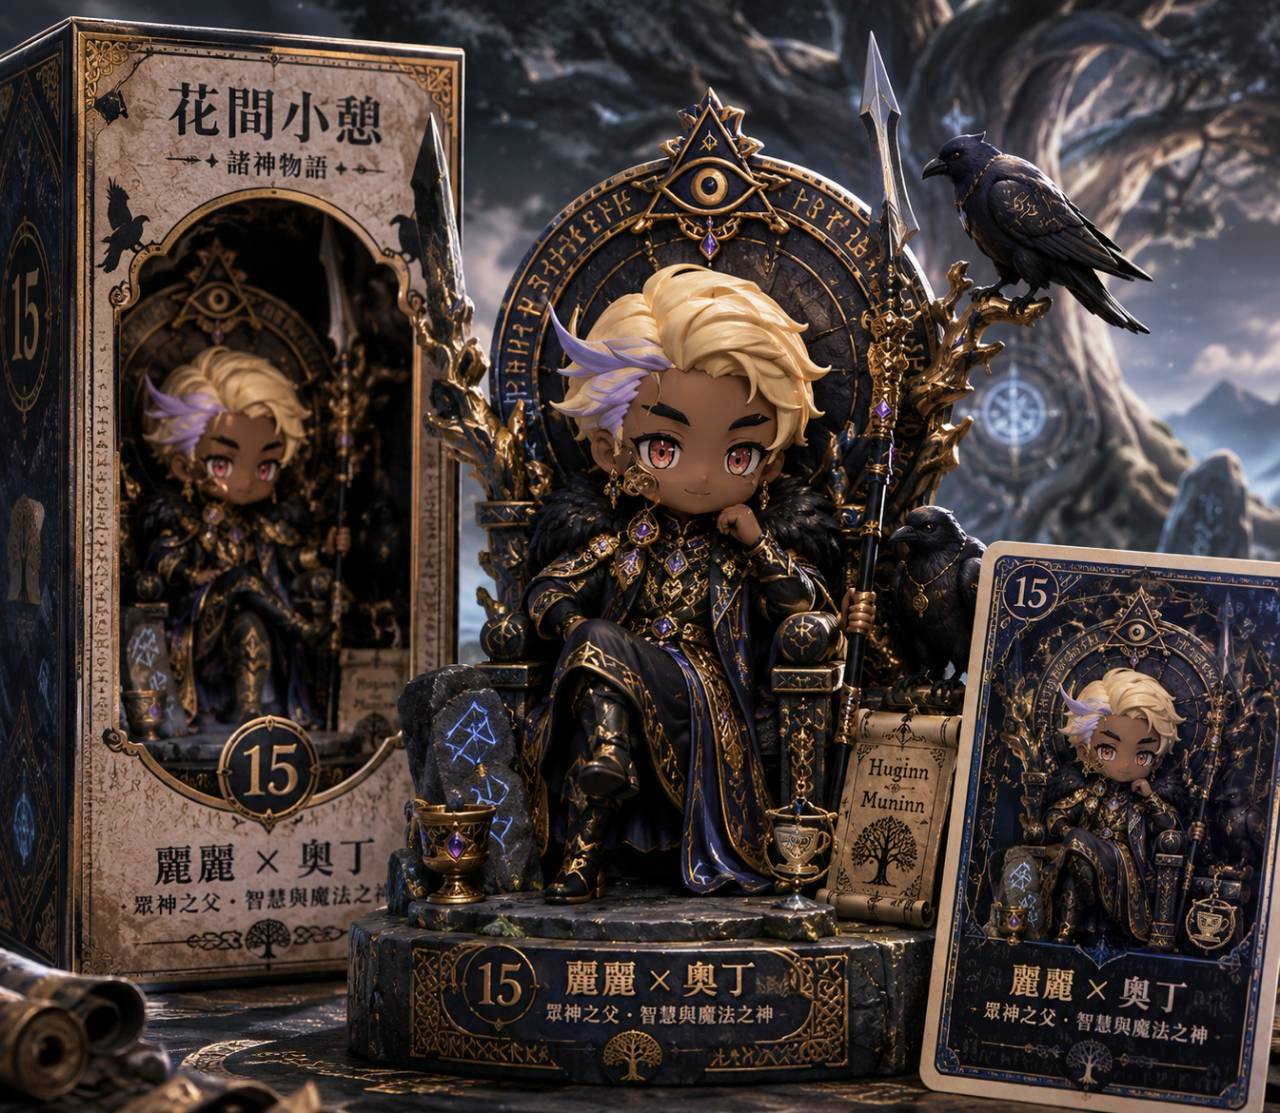 花間小憩
諸神物語
15
15
麗麗 × 奧丁
眾神之父・智慧與魔法之神
Huginn
Muninn
15
麗麗 × 奧丁
眾神之父・智慧與魔法之神
15
麗麗 × 奧丁
眾神之父・智慧與魔法之神